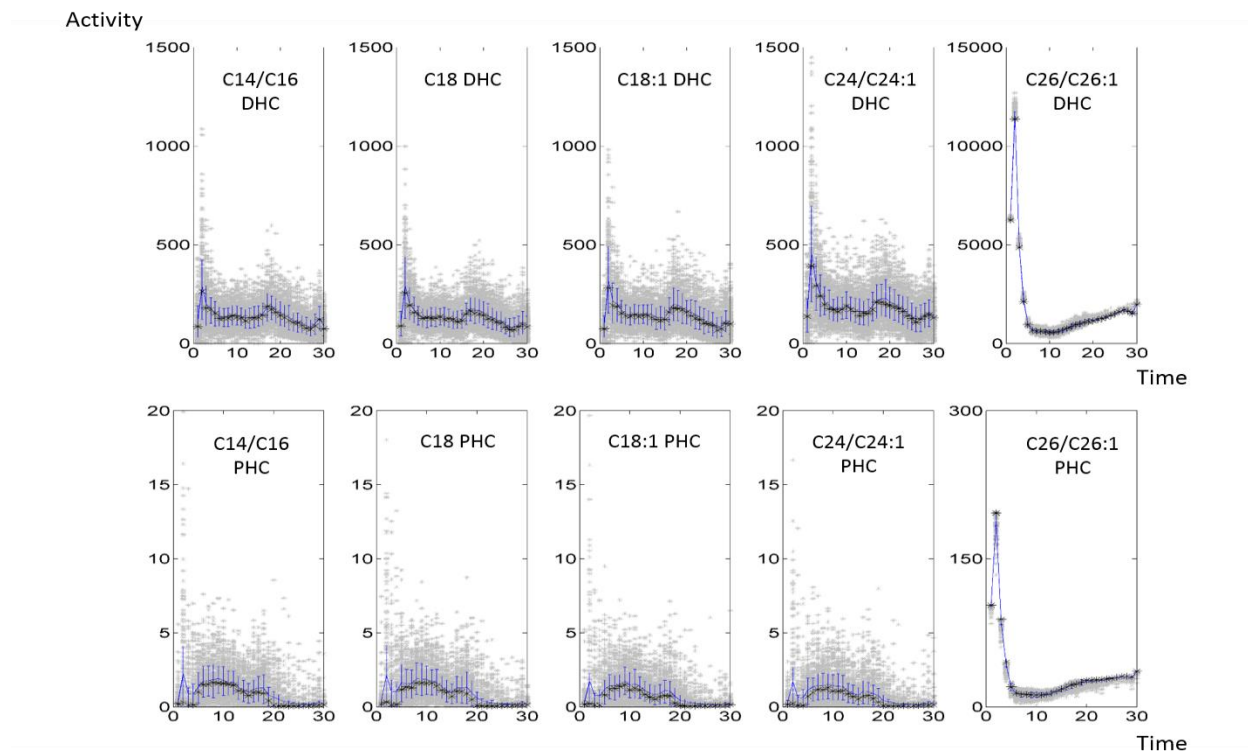 Activity
1500 1500 1500 1500 15000
C14/C16 C18 DHC C18:1 DHC C24/C24:1 C26/C26:1
DHC DHC DHC
1000 1000 1000 1000 10000
500 500 500 500 5000
0 0 0 0 0
0 10 20 30 0 10 20 30 0 10 20 30 0 10 20 30 0 10 20 30
Time
20 20 20 20 300
C14/C16 C18 PHC C18:1 PHC C24/C24:1 C26/C26:1
PHC PHC PHC
15 15 15 15
10 10 10 10 150
5 5 5 5
0 0 0 0 0
0 10 20 30 0 10 20 30 0 10 20 30 0 10 20 30 0 10 20 30
Time